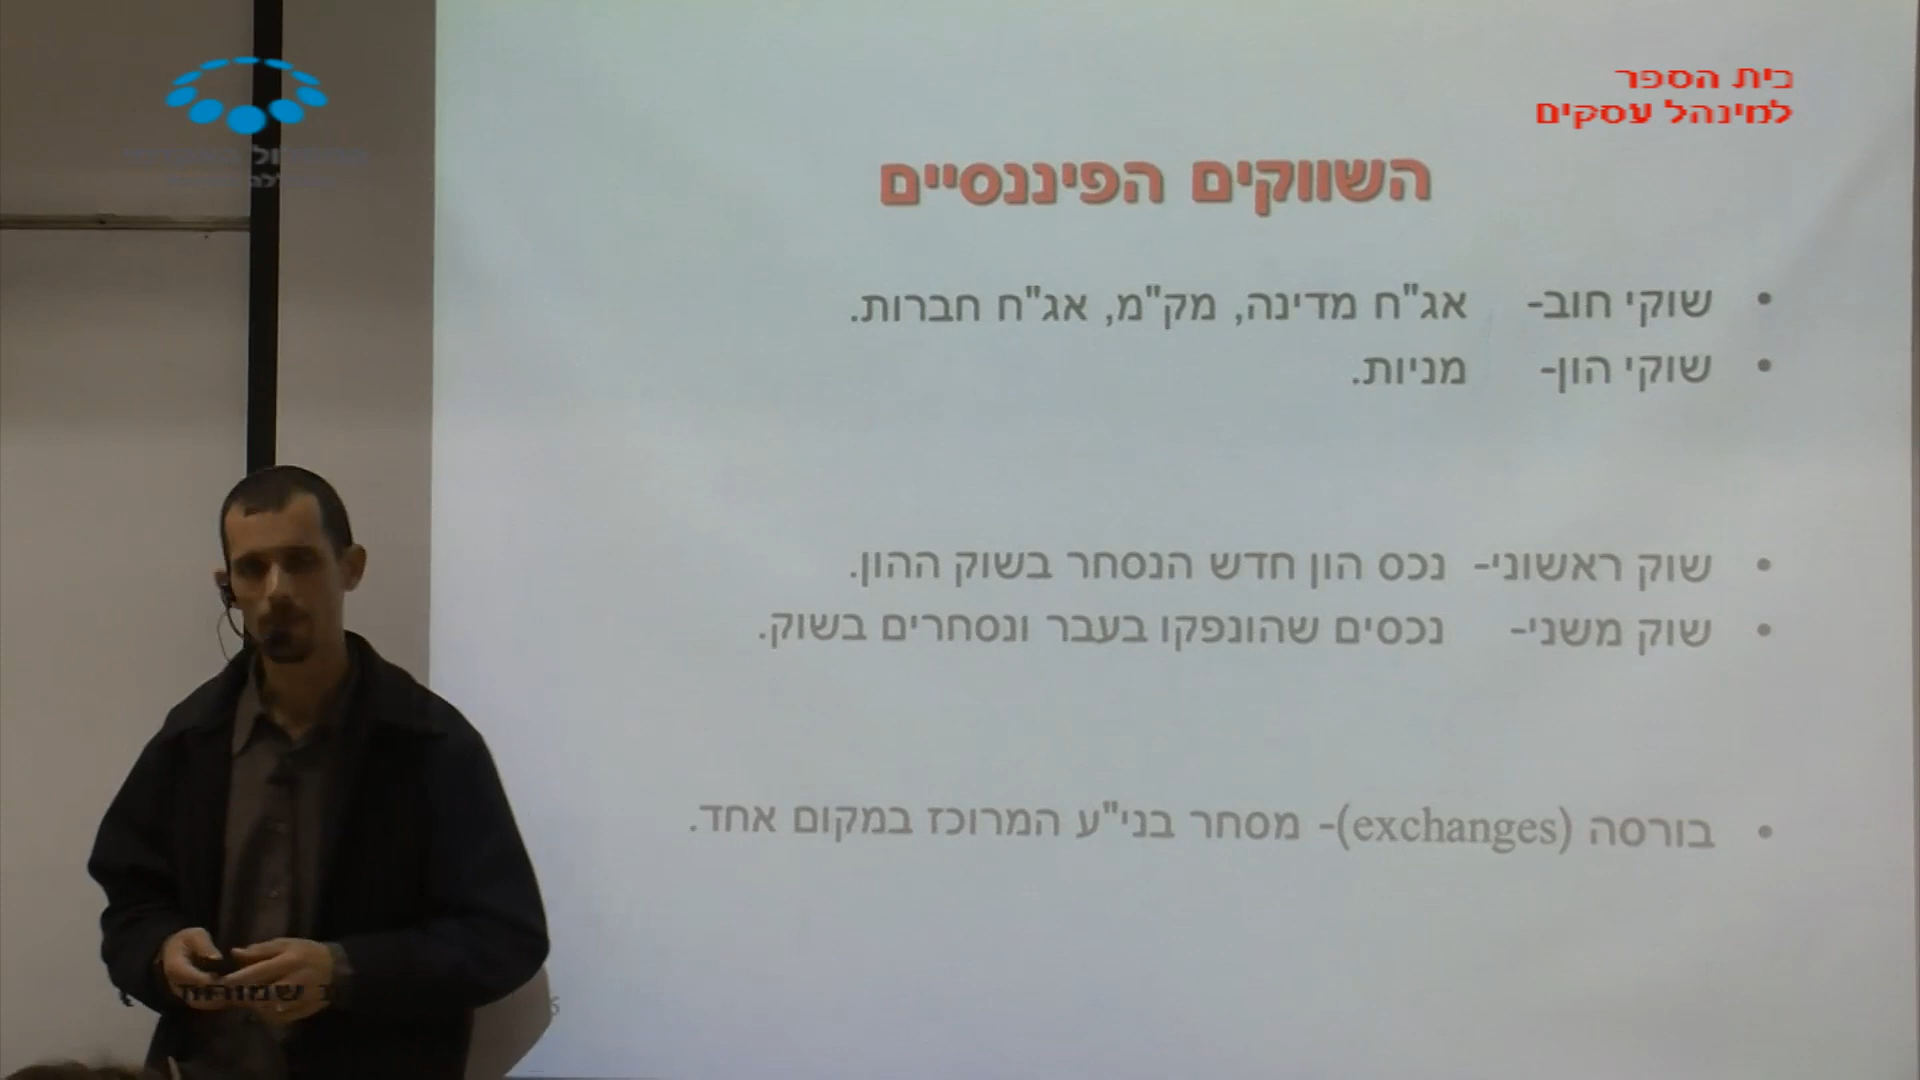 בית הספר
למינהל עסקים
השווקים הפיננסיים
• שוקי חוב- אג"ח מדינה, מק"מ, אג"ח חברות.
• שוקי הון- מניות.
• שוק ראשוני- נכס הון חדש הנסחר בשוק ההון.
• שוק משני- נכסים שהונפקו בעבר ונסחרים בשוק.
• בורסה (exchanges)- מסחר בני"ע המרוכז במקום אחד.